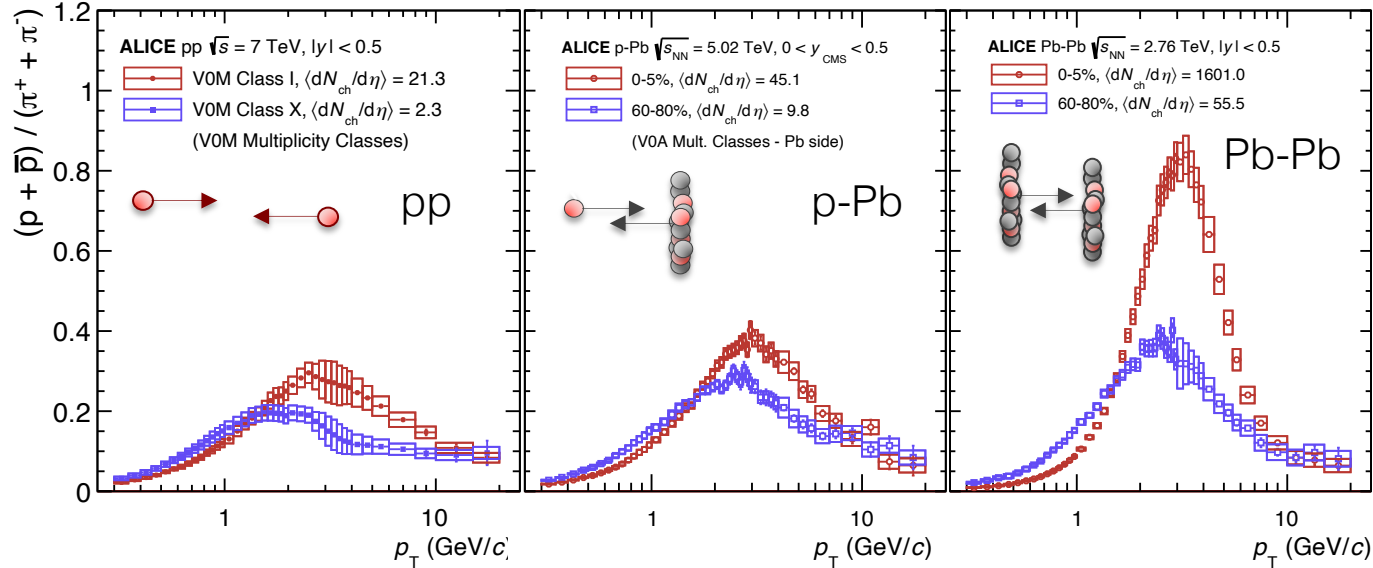 (p + p̅) / (π⁺ + π⁻)
1.2
1
0.8
0.6
0.4
0.2
0
ALICE pp √s = 7 TeV, |y| < 0.5
V0M Class I, ⟨dN_ch/dη⟩ = 21.3
V0M Class X, ⟨dN_ch/dη⟩ = 2.3
(V0M Multiplicity Classes)
pp
1 10
p_T (GeV/c)
ALICE p-Pb √s_NN = 5.02 TeV, 0 < y_CMS < 0.5
0-5%, ⟨dN_ch/dη⟩ = 45.1
60-80%, ⟨dN_ch/dη⟩ = 9.8
(V0A Mult. Classes - Pb side)
p-Pb
1 10
p_T (GeV/c)
ALICE Pb-Pb √s_NN = 2.76 TeV, |y| < 0.5
0-5%, ⟨dN_ch/dη⟩ = 1601.0
60-80%, ⟨dN_ch/dη⟩ = 55.5
Pb-Pb
1 10
p_T (GeV/c)